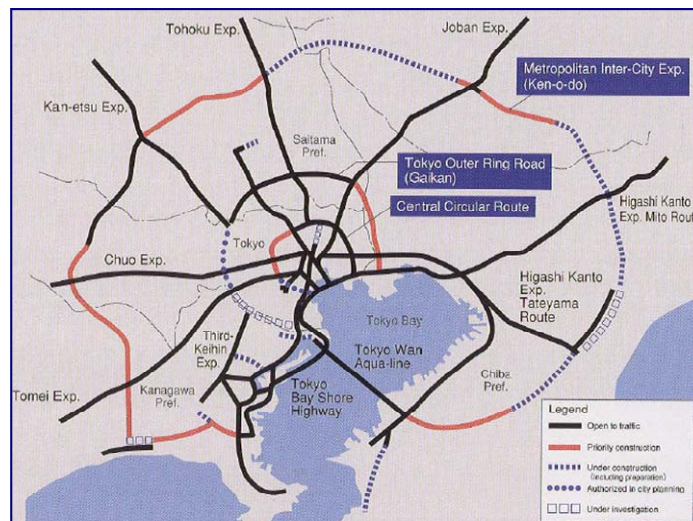 Tohoku Exp.
Joban Exp.
Metropolitan Inter-City Exp.
(Ken-o-do)
Kan-etsu Exp.
Saitama
Pref.
Tokyo Outer Ring Road
(Gaikan)
Central Circular Route
Higashi Kanto
Exp. Mito Rout
Tokyo
Chuo Exp.
Higashi Kanto
Exp.
Tateyama
Route
Tokyo Bay
Third-
Keihin
Exp.
Tokyo Wan
Aqua-line
Chiba
Pref.
Tomei Exp.
Kanagawa
Pref.
Tokyo
Bay Shore
Highway
Legend
Open to traffic
Priority construction
Under construction
(including preparation)
Authorized in city planning
Under investigation